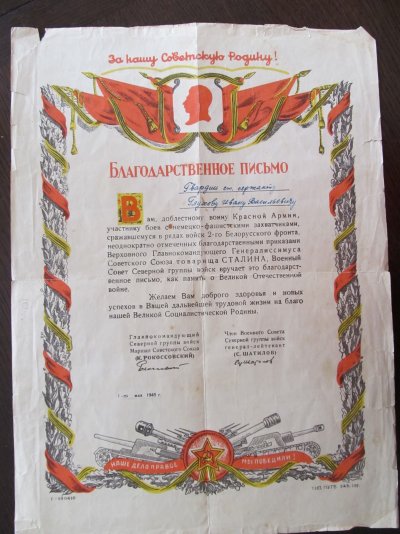 За нашу Советскую Родину!
БЛАГОДАРСТВЕННОЕ ПИСЬМО
Гвардии ст. сержанту
Глухову Ивану Васильевичу
Вам, доблестному воину Красной Армии,
участнику боев с немецко-фашистскими захватчиками,
сражавшемуся в рядах войск 2-го Белорусского фронта,
неоднократно отмеченных благодарственными приказами
Верховного Главнокомандующего Генералиссимуса
Советского Союза товарища СТАЛИНА, Военный
Совет Северной группы войск вручает это благодарст-
венное письмо, как память о Великой Отечественной
войне.
Желаем Вам доброго здоровья и новых
успехов в Вашей дальнейшей трудовой жизни на благо
нашей Великой Социалистической Родины.
Главнокомандующий
Северной группы войск
Маршал Советского Союза
(К. РОКОССОВСКИЙ)
Член Военного Совета
Северной группы войск
генерал-лейтенант
(С. ШАТИЛОВ)
мая 194
НАШЕ ДЕЛО ПРАВОЕ
МЫ ПОБЕДИЛИ!